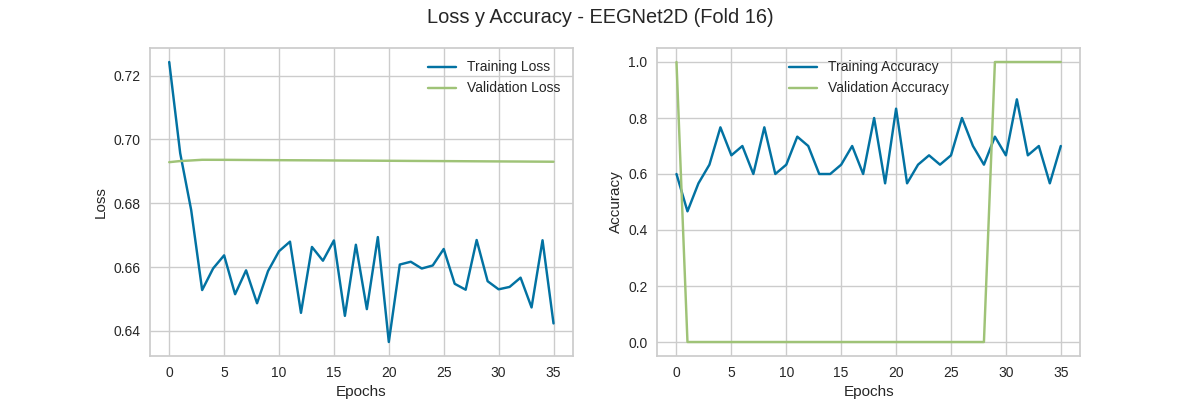 Loss y Accuracy - EEGNet2D (Fold 16)
Training Loss
Validation Loss
0.72
0.70
0.68
0.66
0.64
Loss
0 5 10 15 20 25 30 35
Epochs
Training Accuracy
Validation Accuracy
1.0
0.8
0.6
0.4
0.2
0.0
Accuracy
0 5 10 15 20 25 30 35
Epochs